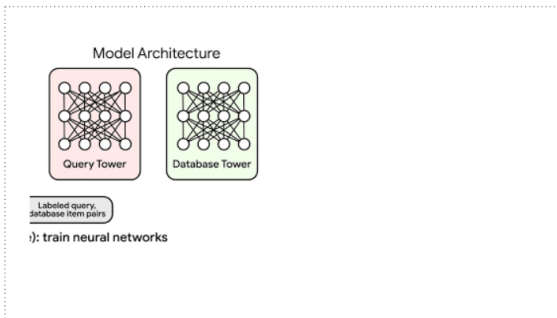 Model Architecture
Query Tower
Database Tower
Labeled query,
database item pairs
): train neural networks